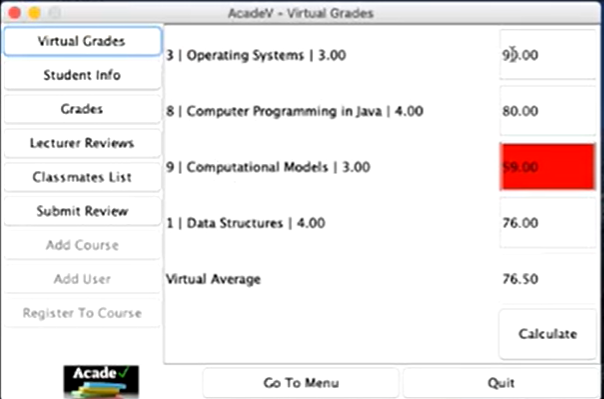 AcadeV - Virtual Grades
Virtual Grades
Student Info
Grades
Lecturer Reviews
Classmates List
Submit Review
Add Course
Add User
Register To Course
3 | Operating Systems | 3.00
90.00
8 | Computer Programming in Java | 4.00
80.00
9 | Computational Models | 3.00
59.00
1 | Data Structures | 4.00
76.00
Virtual Average
76.50
Calculate
Acade✓
Go To Menu
Quit